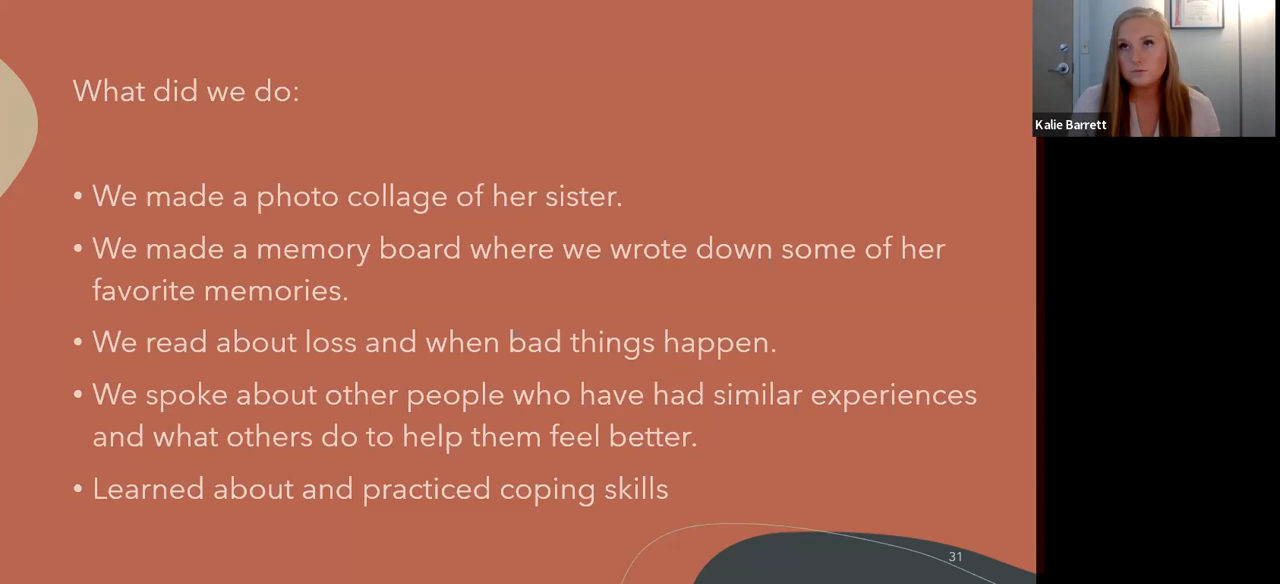 What did we do:
• We made a photo collage of her sister.
• We made a memory board where we wrote down some of her
favorite memories.
• We read about loss and when bad things happen.
• We spoke about other people who have had similar experiences
and what others do to help them feel better.
• Learned about and practiced coping skills
31
Kalie Barrett